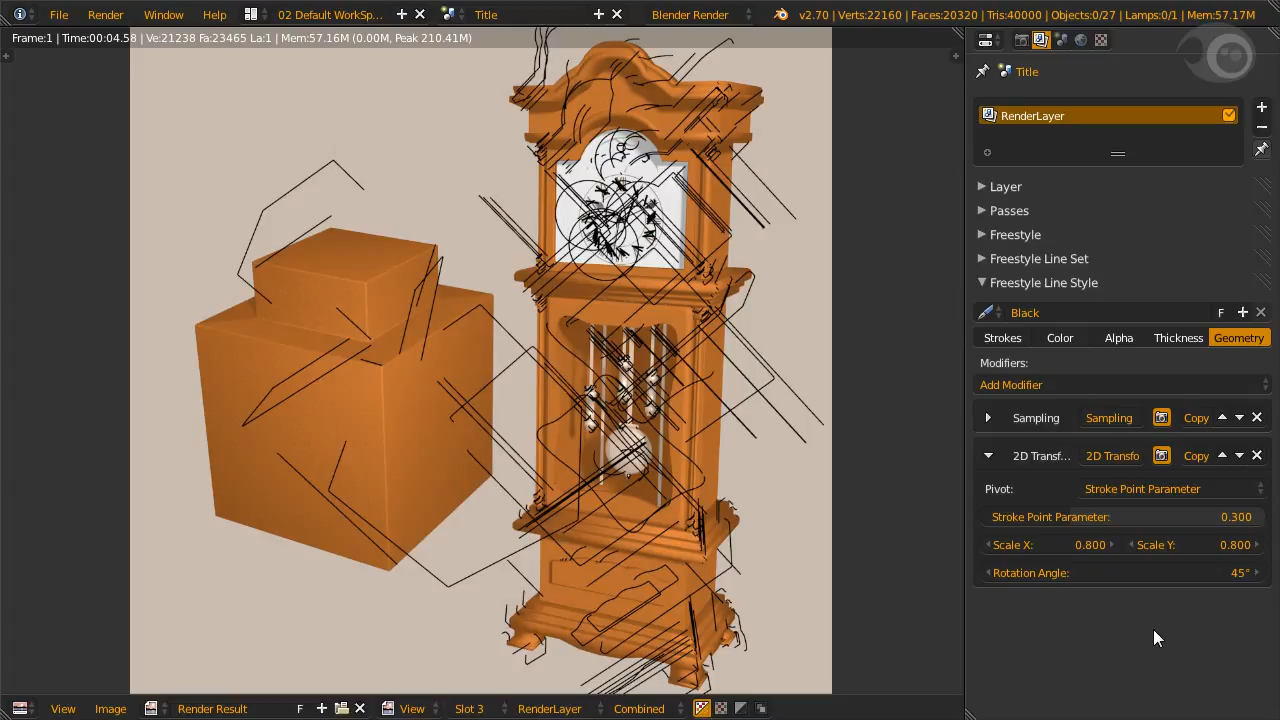 File Render Window Help 02 Default WorkSp... Title Blender Render v2.70 | Verts:22160 | Faces:20320 | Tris:40000 | Objects:0/27 | Lamps:0/1 | Mem:57.17M
Frame:1 | Time:00:04.58 | Ve:21238 Fa:23465 La:1 | Mem:57.16M (0.00M, Peak 210.41M)
Title
RenderLayer
Layer
Passes
Freestyle
Freestyle Line Set
Freestyle Line Style
Black F
Strokes Color Alpha Thickness Geometry
Modifiers:
Add Modifier
Sampling Sampling Copy
2D Transf... 2D Transfo Copy
Pivot: Stroke Point Parameter
Stroke Point Parameter: 0.300
Scale X: 0.800 Scale Y: 0.800
Rotation Angle: 45°
View Image Render Result F View Slot 3 RenderLayer Combined